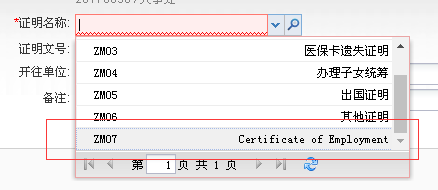 *证明名称:
证明文号:
开往单位:
备注:
ZM03 医保卡遗失证明
ZM04 办理子女统筹
ZM05 出国证明
ZM06 其他证明
ZM07 Certificate of Employment
第 1 页 共 1 页